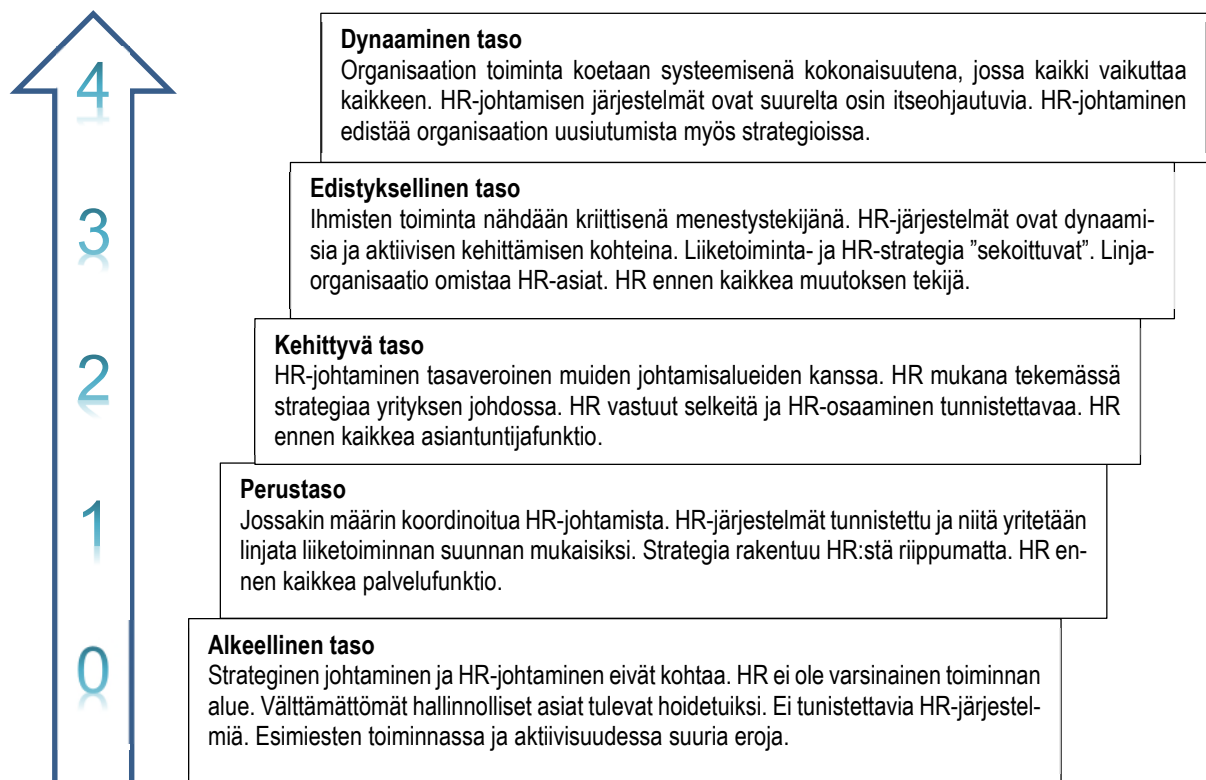 4
Dynaaminen taso
Organisaation toiminta koetaan systeemisenä kokonaisuutena, jossa kaikki vaikuttaa
kaikkeen. HR-johtamisen järjestelmät ovat suurelta osin itseohjautuvia. HR-johtaminen
edistää organisaation uusiutumista myös strategioissa.
3
Edistyksellinen taso
Ihmisten toiminta nähdään kriittisenä menestystekijänä. HR-järjestelmät ovat dynaami-
sia ja aktiivisen kehittämisen kohteina. Liiketoiminta- ja HR-strategia ”sekoittuvat”. Linja-
organisaatio omistaa HR-asiat. HR ennen kaikkea muutoksen tekijä.
2
Kehittyvä taso
HR-johtaminen tasaveroinen muiden johtamisalueiden kanssa. HR mukana tekemässä
strategiaa yrityksen johdossa. HR vastuut selkeitä ja HR-osaaminen tunnistettavaa. HR
ennen kaikkea asiantuntijafunktio.
1
Perustaso
Jossakin määrin koordinoitua HR-johtamista. HR-järjestelmät tunnistettu ja niitä yritetään
linjata liiketoiminnan suunnan mukaisiksi. Strategia rakentuu HR:stä riippumatta. HR en-
nen kaikkea palvelufunktio.
0
Alkeellinen taso
Strateginen johtaminen ja HR-johtaminen eivät kohtaa. HR ei ole varsinainen toiminnan
alue. Välttämättömät hallinnolliset asiat tulevat hoidetuiksi. Ei tunistettavia HR-järjestel-
miä. Esimiesten toiminnassa ja aktiivisuudessa suuria eroja.